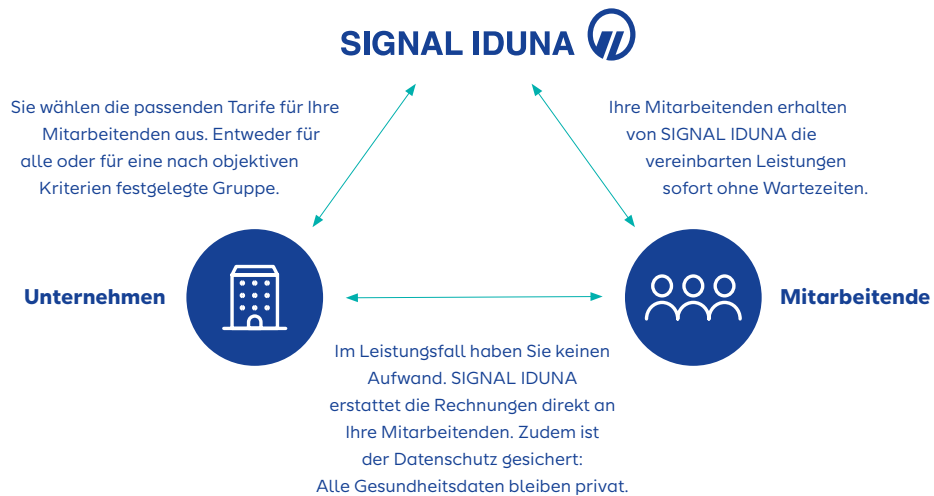 SIGNAL IDUNA
Sie wählen die passenden Tarife für Ihre
Mitarbeitenden aus. Entweder für
alle oder für eine nach objektiven
Kriterien festgelegte Gruppe.
Ihre Mitarbeitenden erhalten
von SIGNAL IDUNA die
vereinbarten Leistungen
sofort ohne Wartezeiten.
Unternehmen
Mitarbeitende
Im Leistungsfall haben Sie keinen
Aufwand. SIGNAL IDUNA
erstattet die Rechnungen direkt an
Ihre Mitarbeitenden. Zudem ist
der Datenschutz gesichert:
Alle Gesundheitsdaten bleiben privat.